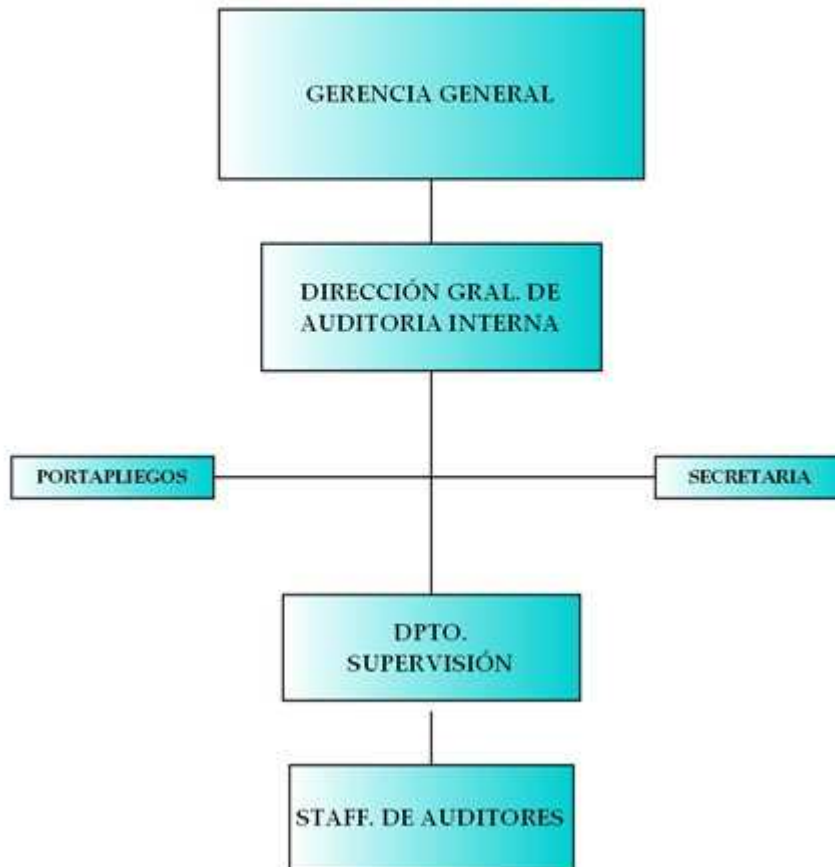 GERENCIA GENERAL
DIRECCIÓN GRAL. DE
AUDITORIA INTERNA
PORTAPLIEGOS
SECRETARIA
DPTO.
SUPERVISIÓN
STAFF. DE AUDITORES